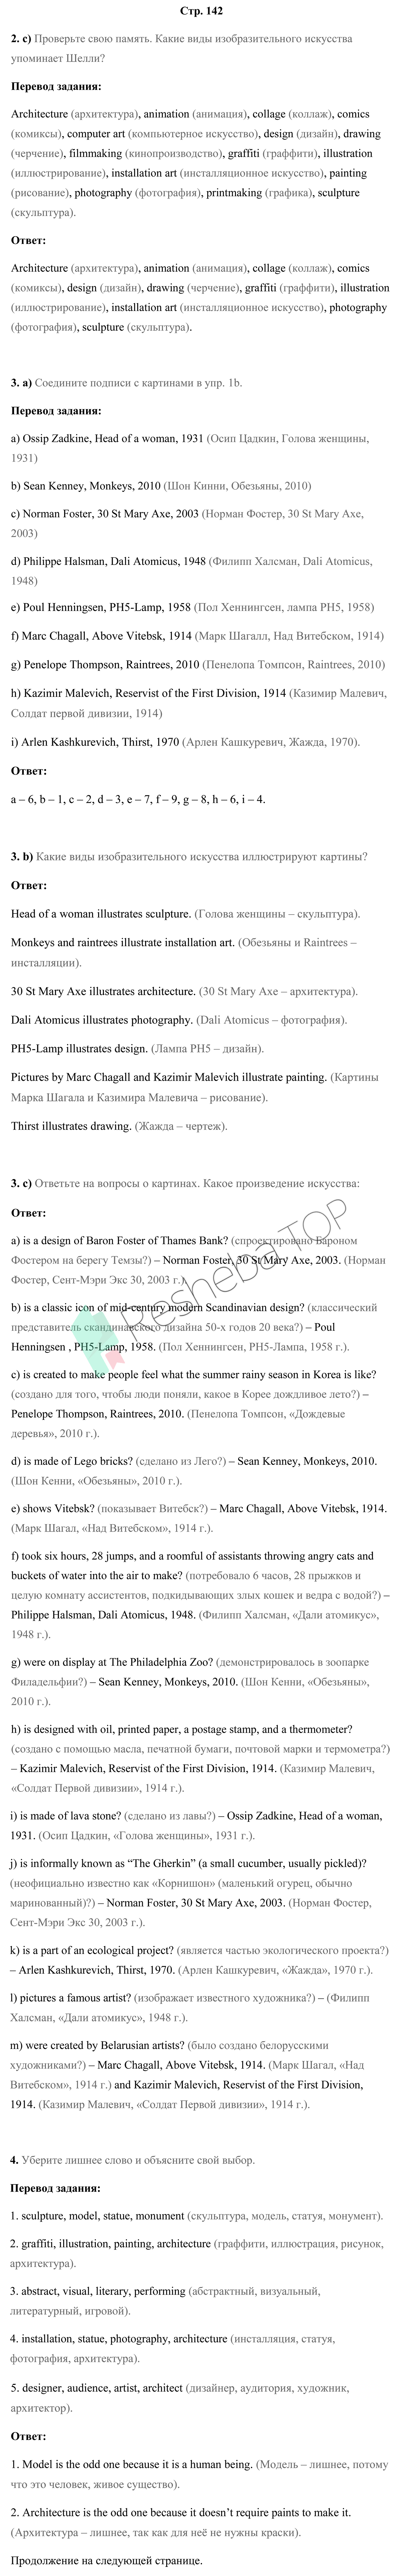 Стр. 142
2. c) Проверьте свою память. Какие виды изобразительного искусства
упоминает Шелли?
Перевод задания:
Architecture (архитектура), animation (анимация), collage (коллаж), comics
(комиксы), computer art (компьютерное искусство), design (дизайн), drawing
(черчение), filmmaking (кинопроизводство), graffiti (граффити), illustration
(иллюстрирование), installation art (инсталляционное искусство), painting
(рисование), photography (фотография), printmaking (графика), sculpture
(скульптура).
Ответ:
Architecture (архитектура), animation (анимация), collage (коллаж), comics
(комиксы), design (дизайн), drawing (черчение), graffiti (граффити), illustration
(иллюстрирование), installation art (инсталляционное искусство), photography
(фотография), sculpture (скульптура).
3. a) Соедините подписи с картинами в упр. 1b.
Перевод задания:
a) Ossip Zadkine, Head of a woman, 1931 (Осип Цадкин, Голова женщины,
1931)
b) Sean Kenney, Monkeys, 2010 (Шон Кинни, Обезьяны, 2010)
c) Norman Foster, 30 St Mary Axe, 2003 (Норман Фостер, 30 St Mary Axe,
2003)
d) Philippe Halsman, Dali Atomicus, 1948 (Филипп Халсман, Dali Atomicus,
1948)
e) Poul Henningsen, PH5-Lamp, 1958 (Пол Хеннингсен, лампа PH5, 1958)
f) Marc Chagall, Above Vitebsk, 1914 (Марк Шагалл, Над Витебском, 1914)
g) Penelope Thompson, Raintrees, 2010 (Пенелопа Томпсон, Raintrees, 2010)
h) Kazimir Malevich, Reservist of the First Division, 1914 (Казимир Малевич,
Солдат первой дивизии, 1914)
i) Arlen Kashkurevich, Thirst, 1970 (Арлен Кашкуревич, Жажда, 1970).
Ответ:
a – 6, b – 1, c – 2, d – 3, e – 7, f – 9, g – 8, h – 6, i – 4.
3. b) Какие виды изобразительного искусства иллюстрируют картины?
Ответ:
Head of a woman illustrates sculpture. (Голова женщины – скульптура).
Monkeys and raintrees illustrate installation art. (Обезьяны и Raintrees –
инсталляции).
30 St Mary Axe illustrates architecture. (30 St Mary Axe – архитектура).
Dali Atomicus illustrates photography. (Dali Atomicus – фотография).
PH5-Lamp illustrates design. (Лампа PH5 – дизайн).
Pictures by Marc Chagall and Kazimir Malevich illustrate painting. (Картины
Марка Шагала и Казимира Малевича – рисование).
Thirst illustrates drawing. (Жажда – чертеж).
3. c) Ответьте на вопросы о картинах. Какое произведение искусства:
Ответ:
a) is a design of Baron Foster of Thames Bank? (спроектировано Бароном
Фостером на берегу Темзы?) – Norman Foster, 30 St Mary Axe, 2003. (Норман
Фостер, Сент-Мэри Экс 30, 2003 г.)
b) is a classic icon of mid-century modern Scandinavian design? (классический
представитель скандинавского дизайна 50-х годов 20 века?) – Poul
Henningsen , PH5-Lamp, 1958. (Пол Хеннингсен, PH5-Лампа, 1958 г.).
c) is created to make people feel what the summer rainy season in Korea is like?
(создано для того, чтобы люди поняли, какое в Корее дождливое лето?) –
Penelope Thompson, Raintrees, 2010. (Пенелопа Томпсон, «Дождевые
деревья», 2010 г.).
d) is made of Lego bricks? (сделано из Лего?) – Sean Kenney, Monkeys, 2010.
(Шон Кенни, «Обезьяны», 2010 г.).
e) shows Vitebsk? (показывает Витебск?) – Marc Chagall, Above Vitebsk, 1914.
(Марк Шагал, «Над Витебском», 1914 г.).
f) took six hours, 28 jumps, and a roomful of assistants throwing angry cats and
buckets of water into the air to make? (потребовало 6 часов, 28 прыжков и
целую комнату ассистентов, подкидывающих злых кошек и ведра с водой?) –
Philippe Halsman, Dali Atomicus, 1948. (Филипп Халсман, «Дали атомикус»,
1948 г.).
g) were on display at The Philadelphia Zoo? (демонстрировалось в зоопарке
Филадельфии?) – Sean Kenney, Monkeys, 2010. (Шон Кенни, «Обезьяны»,
2010 г.).
h) is designed with oil, printed paper, a postage stamp, and a thermometer?
(создано с помощью масла, печатной бумаги, почтовой марки и термометра?)
– Kazimir Malevich, Reservist of the First Division, 1914. (Казимир Малевич,
«Солдат Первой дивизии», 1914 г.).
i) is made of lava stone? (сделано из лавы?) – Ossip Zadkine, Head of a woman,
1931. (Осип Цадкин, «Голова женщины», 1931 г.).
j) is informally known as “The Gherkin” (a small cucumber, usually pickled)?
(неофициально известно как «Корнишон» (маленький огурец, обычно
маринованный)?) – Norman Foster, 30 St Mary Axe, 2003. (Норман Фостер,
Сент-Мэри Экс 30, 2003 г.).
k) is a part of an ecological project? (является частью экологического проекта?)
– Arlen Kashkurevich, Thirst, 1970. (Арлен Кашкуревич, «Жажда», 1970 г.).
l) pictures a famous artist? (изображает известного художника?) – (Филипп
Халсман, «Дали атомикус», 1948 г.).
m) were created by Belarusian artists? (было создано белорусскими
художниками?) – Marc Chagall, Above Vitebsk, 1914. (Марк Шагал, «Над
Витебском», 1914 г.) and Kazimir Malevich, Reservist of the First Division,
1914. (Казимир Малевич, «Солдат Первой дивизии», 1914 г.).
4. Уберите лишнее слово и объясните свой выбор.
Перевод задания:
1. sculpture, model, statue, monument (скульптура, модель, статуя, монумент).
2. graffiti, illustration, painting, architecture (граффити, иллюстрация, рисунок,
архитектура).
3. abstract, visual, literary, performing (абстрактный, визуальный,
литературный, игровой).
4. installation, statue, photography, architecture (инсталляция, статуя,
фотография, архитектура).
5. designer, audience, artist, architect (дизайнер, аудитория, художник,
архитектор).
Ответ:
1. Model is the odd one because it is a human being. (Модель – лишнее, потому
что это человек, живое существо).
2. Architecture is the odd one because it doesn’t require paints to make it.
(Архитектура – лишнее, так как для неё не нужны краски).
Продолжение на следующей странице.
Resheba TOP